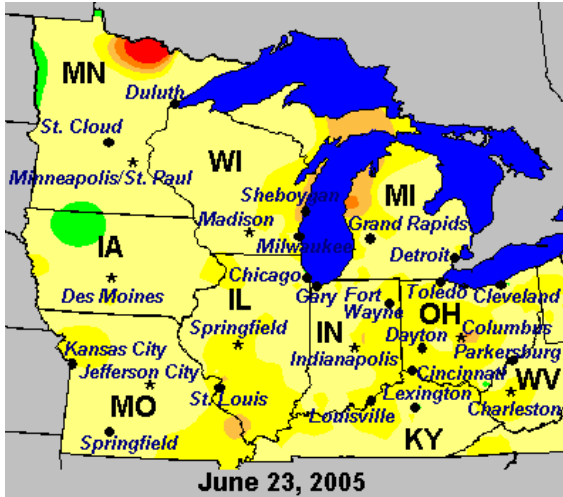 MN
Duluth
St. Cloud
Minneapolis/St. Paul
WI
Sheboygan
MI
Madison
Milwaukee
Grand Rapids
Detroit
IA
Des Moines
Chicago
Gary
Fort
Wayne
Toledo
Cleveland
IL
Springfield
IN
Indianapolis
OH
Columbus
Dayton
Parkersburg
Kansas City
Jefferson City
Cincinnati
WV
MO
St. Louis
Louisville
Lexington
Charleston
Springfield
KY
June 23, 2005